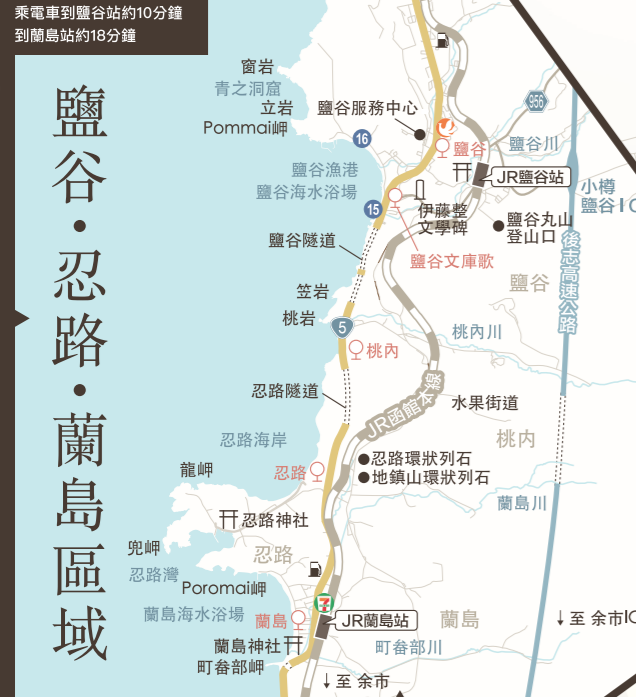 乘電車到鹽谷站約10分鐘
到蘭島站約18分鐘
鹽谷・忍路・蘭島區域
窗岩
青之洞窟
立岩
Pommai岬
鹽谷服務中心
956
16
鹽谷
鹽谷川
鹽谷漁港
鹽谷海水浴場
JR鹽谷站
小樽
鹽谷IC
15
伊藤整
文學碑
鹽谷丸山
登山口
鹽谷隧道
鹽谷文庫歌
後志高速公路
鹽谷
笠岩
桃岩
5
桃內
桃內川
忍路隧道
JR函館本線
水果街道
忍路海岸
桃内
龍岬
忍路
忍路環狀列石
地鎮山環狀列石
忍路神社
蘭島川
兜岬
忍路
忍路灣
Poromai岬
7
蘭島海水浴場
蘭島
JR蘭島站
蘭島
↓至 余市IC
蘭島神社
町畚部川
町畚部岬
↓至 余市